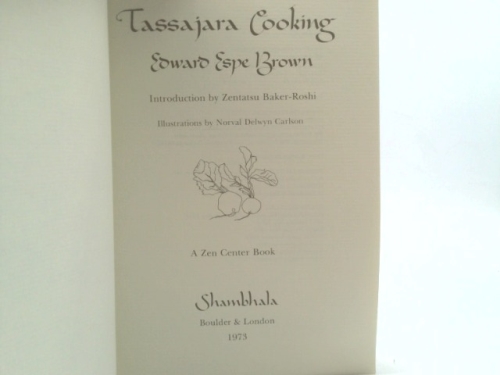 Tassajara Cooking
Edward Espe Brown
Introduction by Zentatsu Baker-Roshi
Illustrations by Norval Delwyn Carlson
A Zen Center Book
Shambhala
Boulder & London
1973